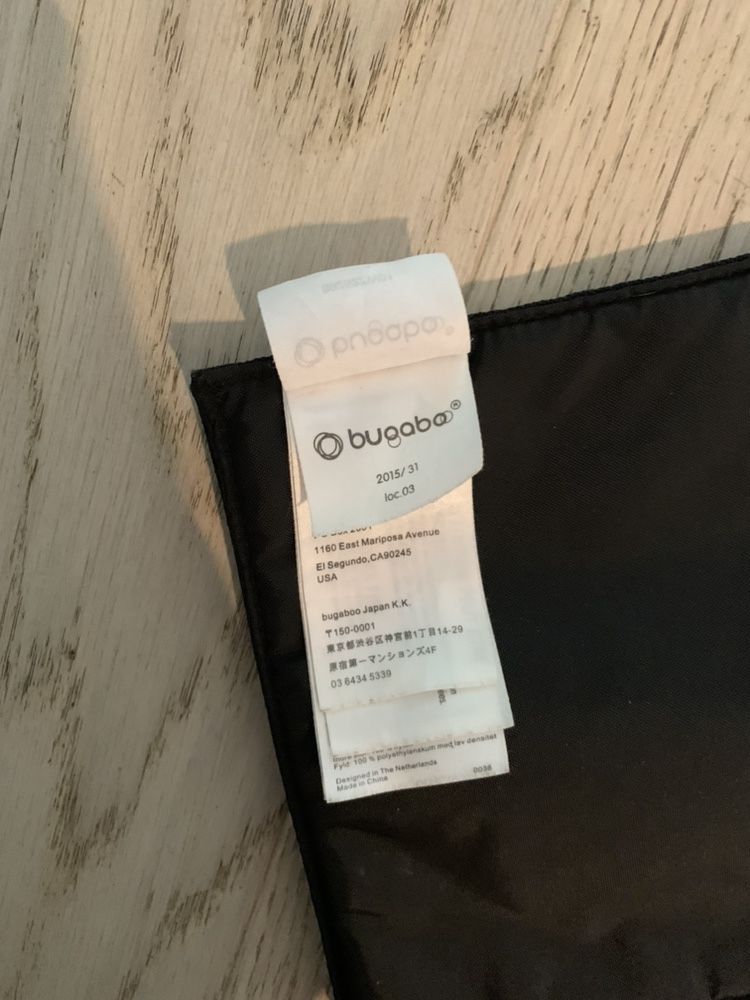 bugaboo®
bugaboo®
2015/31
loc.03
1160 East Mariposa Avenue
El Segundo,CA90245
USA
bugaboo Japan K.K.
〒150-0001
東京都渋谷区神宮前1丁目14-29
原宿第一マンションズ4F
03 6434 5339
Fyld: 100 % polyethylenskum med lav densitet
Designed in The Netherlands
Made in China
0038